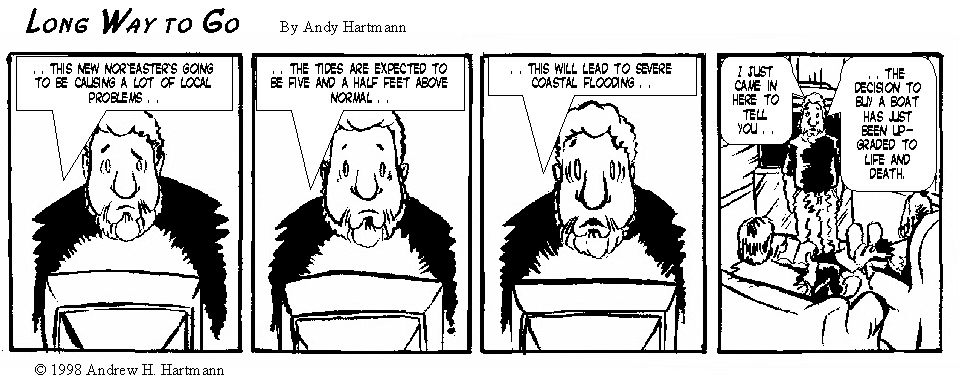 LONG WAY TO GO
By Andy Hartmann
. . THIS NEW NOR'EASTER'S GOING
TO BE CAUSING A LOT OF LOCAL
PROBLEMS . .
. . THE TIDES ARE EXPECTED TO
BE FIVE AND A HALF FEET ABOVE
NORMAL . . .
. . THIS WILL LEAD TO SEVERE
COASTAL FLOODING . .
I JUST
CAME IN
HERE TO
TELL
YOU . .
. . THE
DECISION TO
BUY A BOAT
HAS JUST
BEEN UP-
GRADED TO
LIFE AND
DEATH.
© 1998 Andrew H. Hartmann